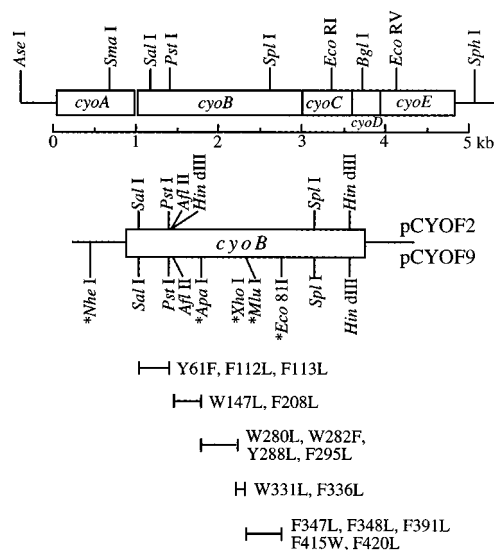 Ase I Sma I Sal I Pst I Spl I Eco RI Bgl I Eco RV Sph I
cyoA cyoB cyoC cyoD cyoE
0 1 2 3 4 5 kb
Sal I Pst I Afl II Hin dIII Spl I Hin dIII
pCYOF2
cyoB
pCYOF9
*Nhe I Sal I Pst I Afl II *Apa I *Xho I *Mlu I *Eco 81I Spl I Hin dIII
Y61F, F112L, F113L
W147L, F208L
W280L, W282F,
Y288L, F295L
W331L, F336L
F347L, F348L, F391L
F415W, F420L